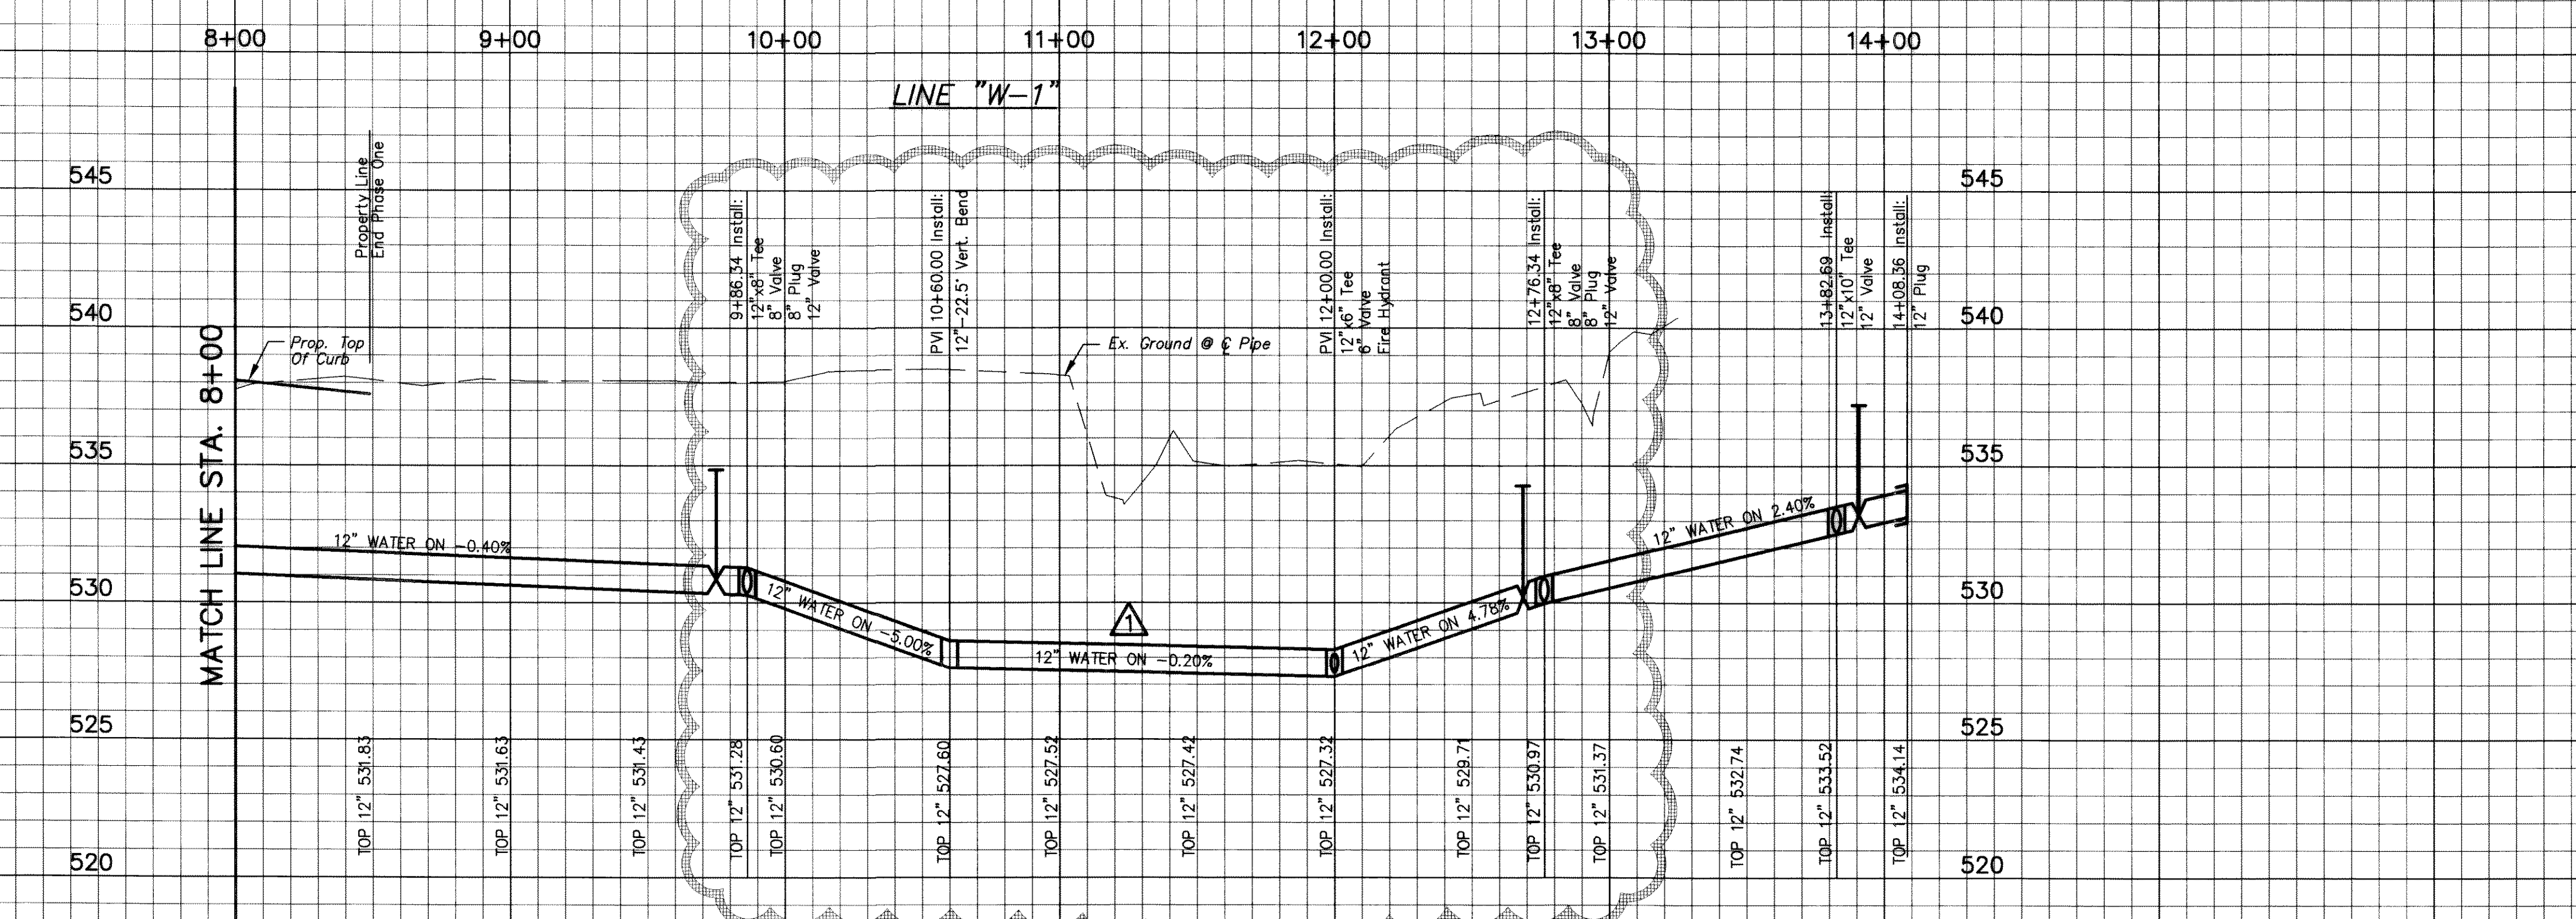 8+00
9+00
10+00
11+00
12+00
13+00
14+00
LINE "W-1"
545
540
535
530
525
520
MATCH LINE STA. 8+00
Property Line
End Phase One
Prop. Top
Of Curb
9+86.34 Install:
12"x8" Tee
8" Valve
8" Plug
12" Valve
PVI 10+60.00 Install:
12"-22.5° Vert. Bend
Ex. Ground @ ℄ Pipe
PVI 12+00.00 Install:
12"x6" Tee
6" Valve
Fire Hydrant
12+76.34 Install:
12"x8" Tee
8" Valve
8" Plug
12" Valve
13+82.69 Install:
12"x10" Tee
12" Valve
14+08.36 Install:
12" Plug
545
540
535
530
525
520
12" WATER ON -0.40%
12" WATER ON -5.00%
12" WATER ON -0.20%
1
12" WATER ON 4.78%
12" WATER ON 2.40%
TOP 12" 531.83
TOP 12" 531.63
TOP 12" 531.43
TOP 12" 531.28
TOP 12" 530.60
TOP 12" 527.60
TOP 12" 527.52
TOP 12" 527.42
TOP 12" 527.32
TOP 12" 529.71
TOP 12" 530.97
TOP 12" 531.37
TOP 12" 532.74
TOP 12" 533.52
TOP 12" 534.14